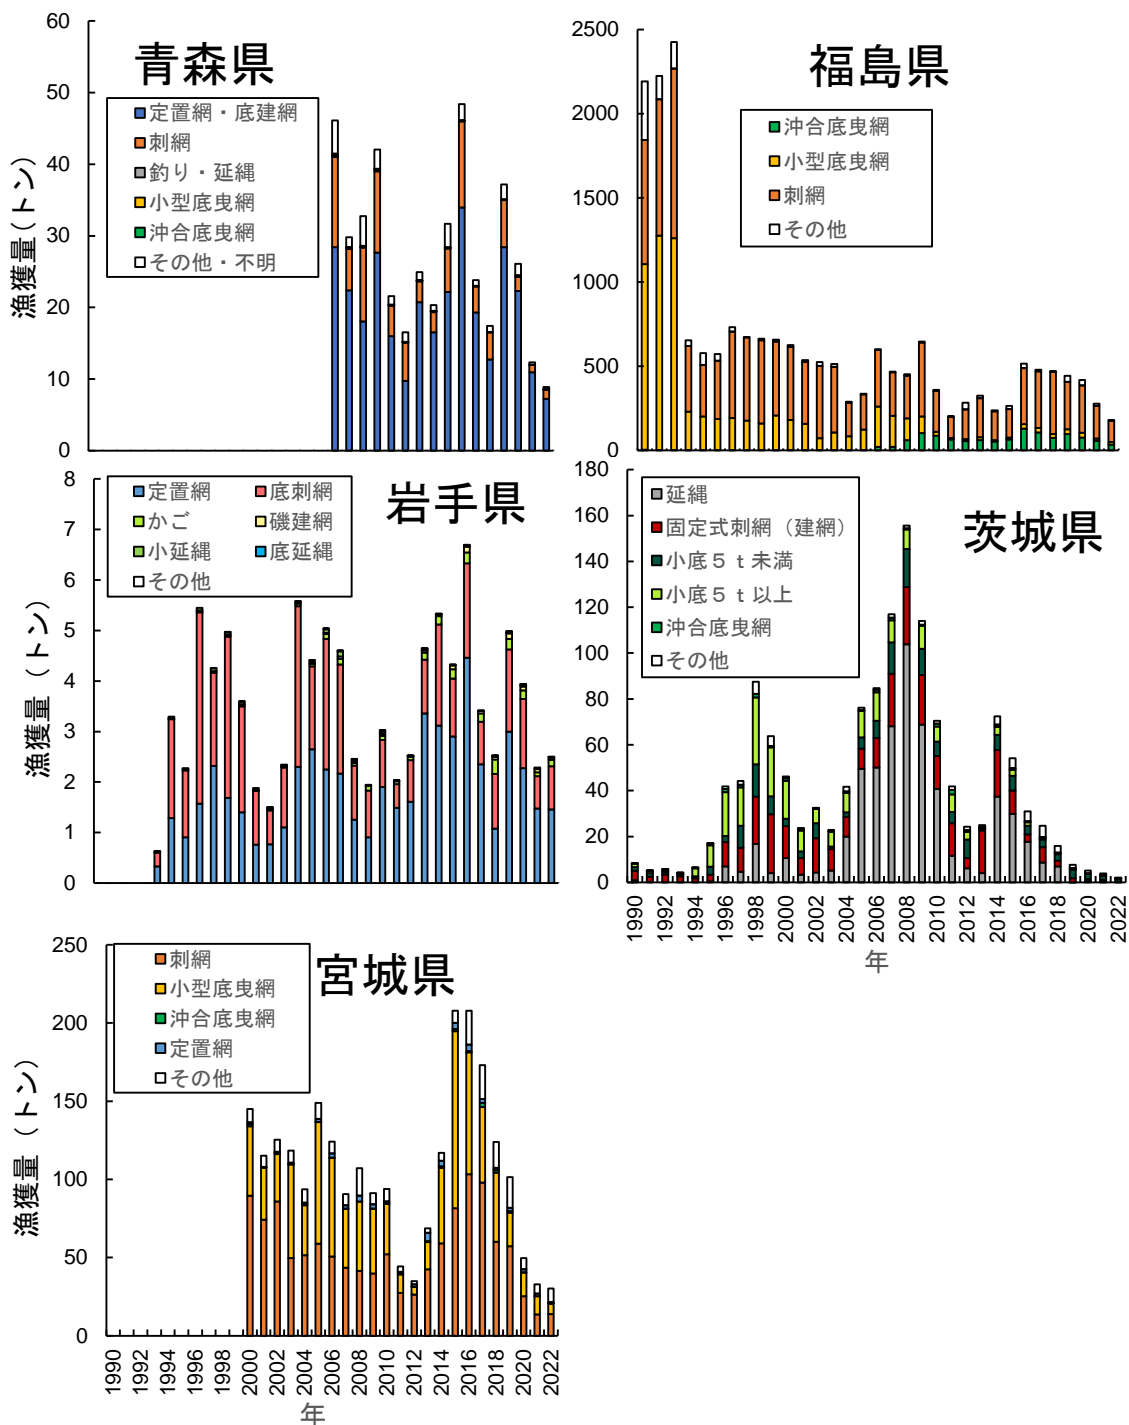 青森県
60
50
40
30
20
10
0
漁獲量(トン)
定置網・底建網
刺網
釣り・延縄
小型底曳網
沖合底曳網
その他・不明
福島県
2500
2000
1500
1000
500
0
沖合底曳網
小型底曳網
刺網
その他
岩手県
8
7
6
5
4
3
2
1
0
漁獲量（トン）
定置網 底刺網
かご 磯建網
小延縄 底延縄
その他
茨城県
180
160
140
120
100
80
60
40
20
0
延縄
固定式刺網（建網）
小底５ｔ未満
小底５ｔ以上
沖合底曳網
その他
1990 1992 1994 1996 1998 2000 2002 2004 2006 2008 2010 2012 2014 2016 2018 2020 2022
年
宮城県
250
200
150
100
50
0
漁獲量（トン）
刺網
小型底曳網
沖合底曳網
定置網
その他
1990 1992 1994 1996 1998 2000 2002 2004 2006 2008 2010 2012 2014 2016 2018 2020 2022
年